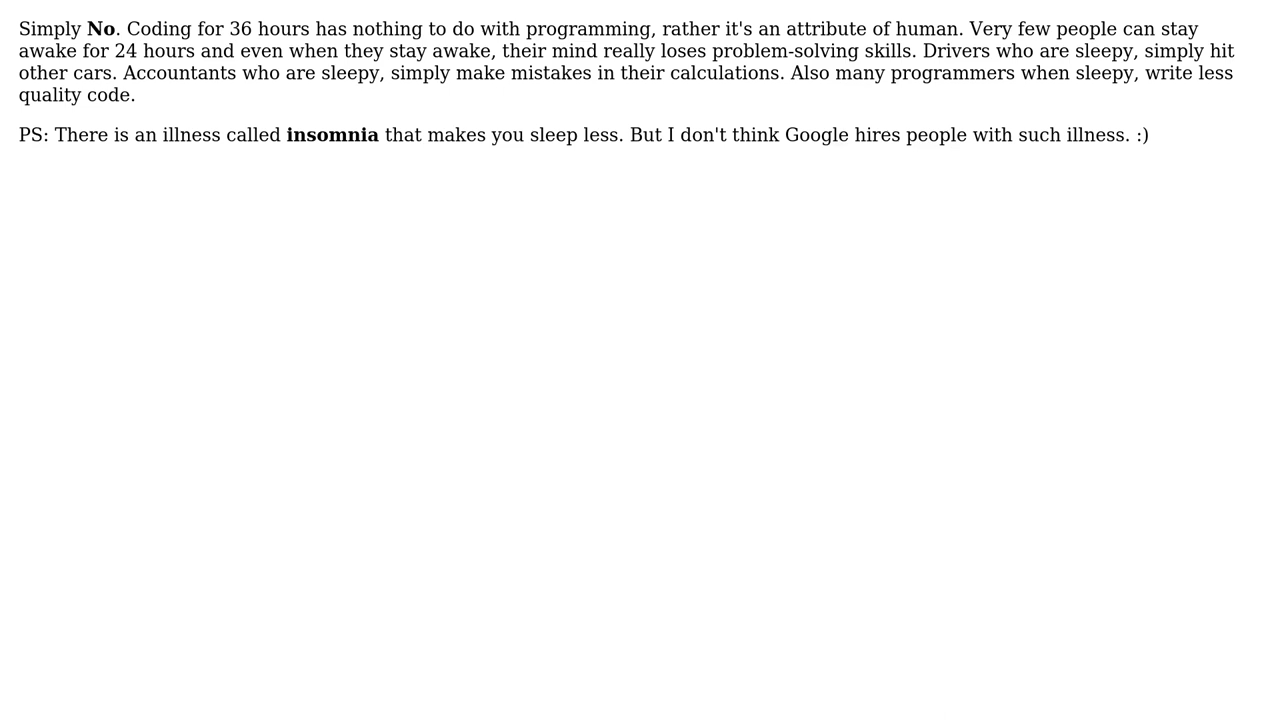 Simply No. Coding for 36 hours has nothing to do with programming, rather it's an attribute of human. Very few people can stay
awake for 24 hours and even when they stay awake, their mind really loses problem-solving skills. Drivers who are sleepy, simply hit
other cars. Accountants who are sleepy, simply make mistakes in their calculations. Also many programmers when sleepy, write less
quality code.
PS: There is an illness called insomnia that makes you sleep less. But I don't think Google hires people with such illness. :)